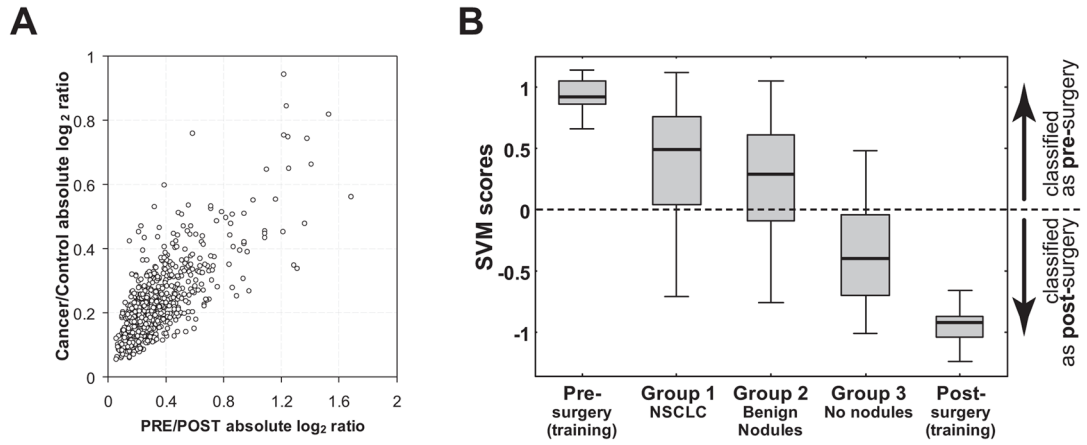 A
Cancer/Control absolute log2 ratio
1
0.8
0.6
0.4
0.2
0
0
0.4
0.8
1.2
1.6
2
PRE/POST absolute log2 ratio
B
SVM scores
1
0.5
0
-0.5
-1
Pre-
surgery
(training)
Group 1
NSCLC
Group 2
Benign
Nodules
Group 3
No nodules
Post-
surgery
(training)
classified
as pre-surgery
classified
as post-surgery